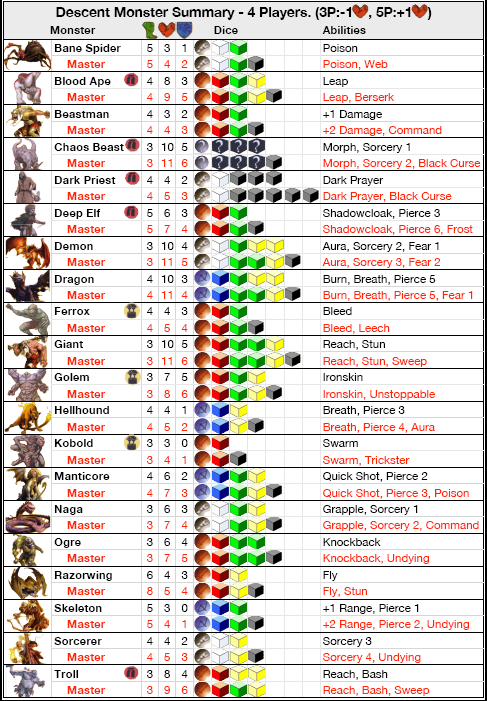 Descent Monster Summary - 4 Players. (3P:-1, 5P:+1)
Monster Dice Abilities
Bane Spider 5 3 1 Poison
Master 5 4 2 Poison, Web
Blood Ape 4 8 3 Leap
Master 4 9 5 Leap, Berserk
Beastman 4 3 2 +1 Damage
Master 4 4 3 +2 Damage, Command
Chaos Beast 3 10 5 ? ? ? Morph, Sorcery 1
Master 3 11 6 ? ? ? Morph, Sorcery 2, Black Curse
Dark Priest 4 4 2 Dark Prayer
Master 4 5 3 Dark Prayer, Black Curse
Deep Elf 5 6 3 Shadowcloak, Pierce 3
Master 5 7 4 Shadowcloak, Pierce 6, Frost
Demon 3 10 4 Aura, Sorcery 2, Fear 1
Master 3 11 5 Aura, Sorcery 3, Fear 2
Dragon 4 10 3 Burn, Breath, Pierce 5
Master 4 11 4 Burn, Breath, Pierce 5, Fear 1
Ferrox 4 4 3 Bleed
Master 4 5 4 Bleed, Leech
Giant 3 10 5 Reach, Stun
Master 3 11 6 Reach, Stun, Sweep
Golem 3 7 5 Ironskin
Master 3 8 6 Ironskin, Unstoppable
Hellhound 4 4 1 Breath, Pierce 3
Master 4 5 2 Breath, Pierce 4, Aura
Kobold 3 3 0 Swarm
Master 3 4 1 Swarm, Trickster
Manticore 4 6 2 Quick Shot, Pierce 2
Master 4 7 3 Quick Shot, Pierce 3, Poison
Naga 3 6 3 Grapple, Sorcery 1
Master 3 7 4 Grapple, Sorcery 2, Command
Ogre 3 6 4 Knockback
Master 3 7 5 Knockback, Undying
Razorwing 6 4 3 Fly
Master 8 5 4 Fly, Stun
Skeleton 5 3 0 +1 Range, Pierce 1
Master 5 4 1 +2 Range, Pierce 2, Undying
Sorcerer 4 4 2 Sorcery 3
Master 4 5 3 Sorcery 4, Undying
Troll 3 8 4 Reach, Bash
Master 3 9 6 Reach, Bash, Sweep